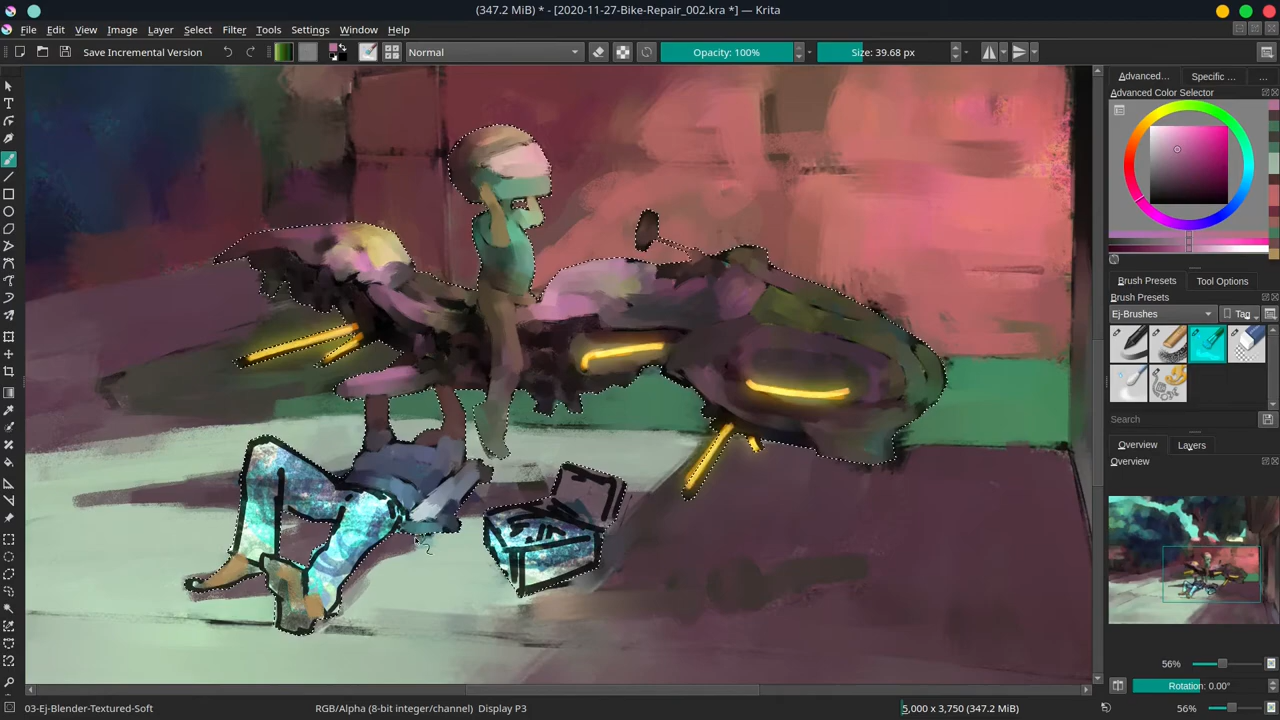 (347.2 MiB) * - [2020-11-27-Bike-Repair_002.kra *] — Krita
File Edit View Image Layer Select Filter Tools Settings Window Help
Save Incremental Version Normal Opacity: 100% Size: 39.68 px
Advanced... Specific ... ...
Advanced Color Selector
Brush Presets Tool Options
Brush Presets
Ej-Brushes Tag
Search
Overview Layers
Overview
56%
Rotation: 0.00°
03-Ej-Blender-Textured-Soft RGB/Alpha (8-bit integer/channel) Display P3 5,000 x 3,750 (347.2 MiB) 56%